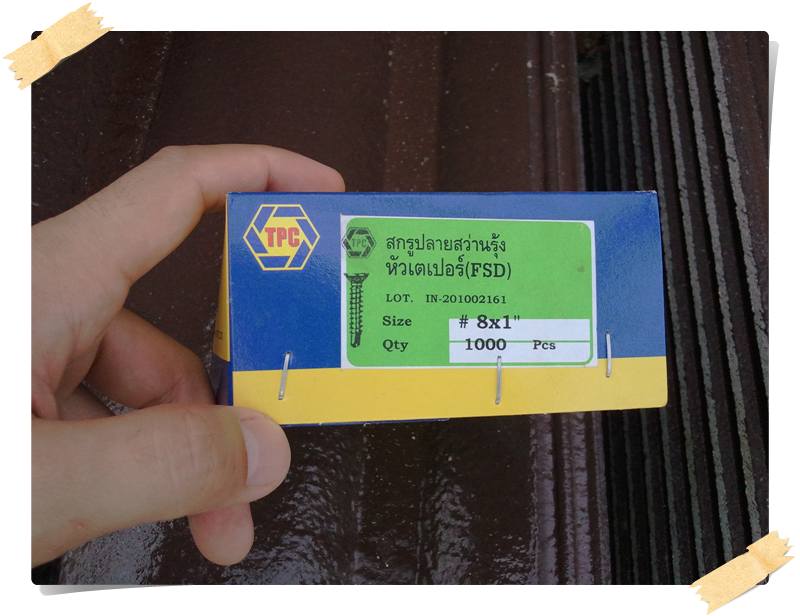 TPC
TPC
สกรูปลายสว่านรุ้ง
หัวเตเปอร์(FSD)
LOT. IN-201002161
Size # 8x1"
Qty 1000 Pcs